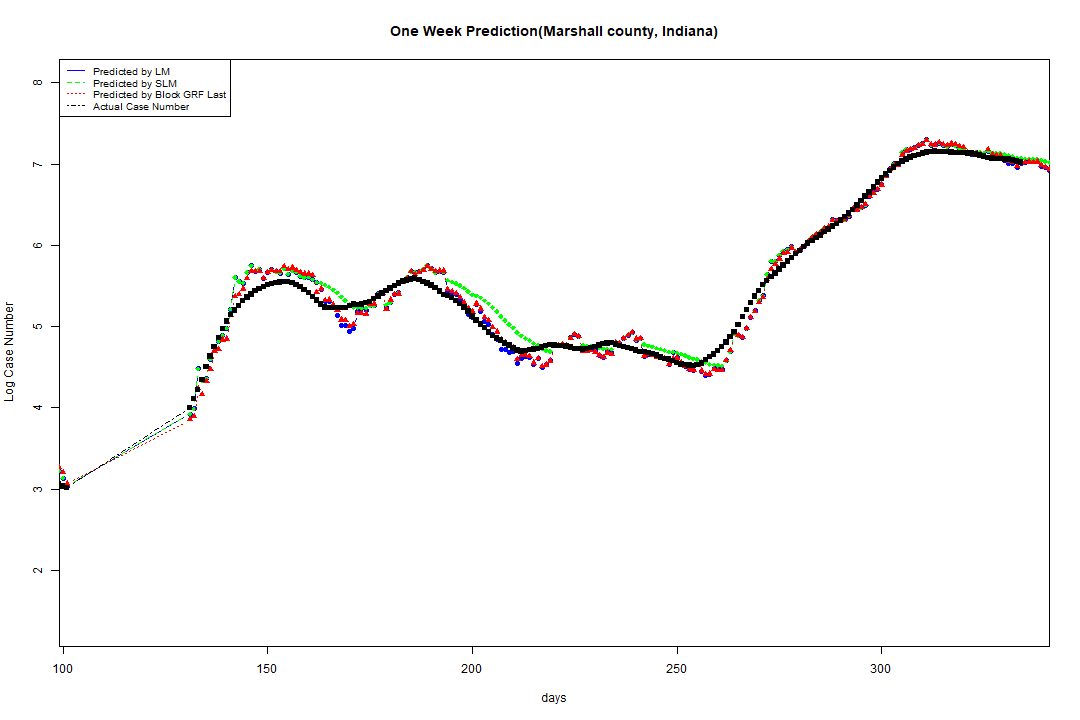 One Week Prediction(Marshall county, Indiana)
Predicted by LM
Predicted by SLM
Predicted by Block GRF Last
Actual Case Number
8
7
6
5
4
3
2
Log Case Number
100 150 200 250 300
days